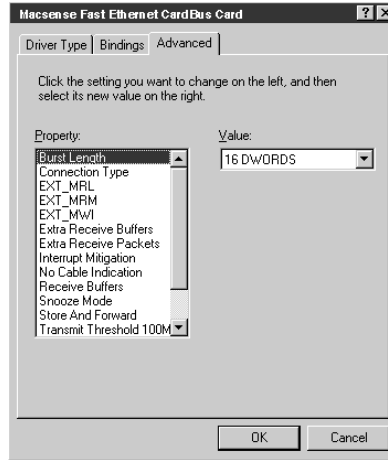 Macsense Fast Ethernet CardBus Card
Driver Type Bindings Advanced
Click the setting you want to change on the left, and then
select its new value on the right.
Property:
Value:
Burst Length
16 DWORDS
Connection Type
EXT_MRL
EXT_MRM
EXT_MWI
Extra Receive Buffers
Extra Receive Packets
Interrupt Mitigation
No Cable Indication
Receive Buffers
Snooze Mode
Store And Forward
Transmit Threshold 100M
OK Cancel